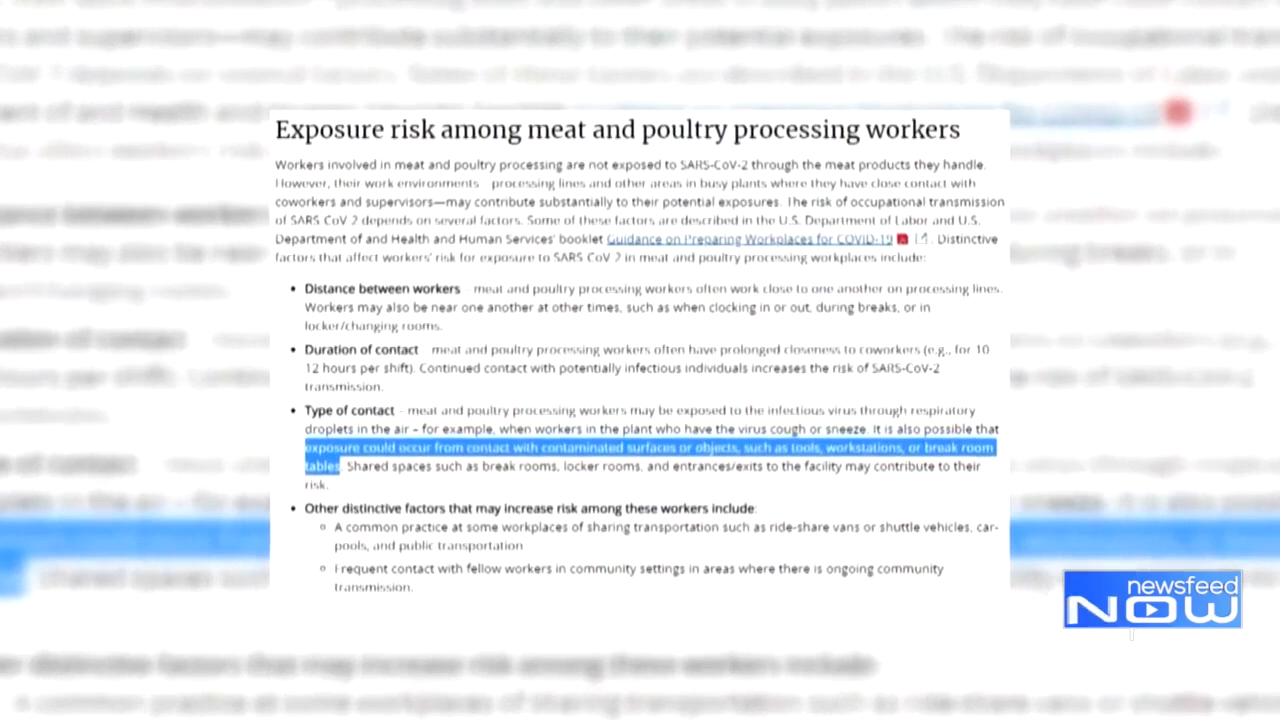 Exposure risk among meat and poultry processing workers
Workers involved in meat and poultry processing are not exposed to SARS-CoV-2 through the meat products they handle.
However, their work environments—processing lines and other areas in busy plants where they have close contact with
coworkers and supervisors—may contribute substantially to their potential exposures. The risk of occupational transmission
of SARS-CoV-2 depends on several factors. Some of these factors are described in the U.S. Department of Labor and U.S.
Department of and Health and Human Services' booklet Guidance on Preparing Workplaces for COVID-19. Distinctive
factors that affect workers' risk for exposure to SARS-CoV-2 in meat and poultry processing workplaces include:
• Distance between workers – meat and poultry processing workers often work close to one another on processing lines.
Workers may also be near one another at other times, such as when clocking in or out, during breaks, or in
locker/changing rooms.
• Duration of contact – meat and poultry processing workers often have prolonged closeness to coworkers (e.g., for 10-
12 hours per shift). Continued contact with potentially infectious individuals increases the risk of SARS-CoV-2
transmission.
• Type of contact – meat and poultry processing workers may be exposed to the infectious virus through respiratory
droplets in the air – for example, when workers in the plant who have the virus cough or sneeze. It is also possible that
exposure could occur from contact with contaminated surfaces or objects, such as tools, workstations, or break room
tables. Shared spaces such as break rooms, locker rooms, and entrances/exits to the facility may contribute to their
risk.
• Other distinctive factors that may increase risk among these workers include:
○ A common practice at some workplaces of sharing transportation such as ride-share vans or shuttle vehicles, car-
pools, and public transportation
○ Frequent contact with fellow workers in community settings in areas where there is ongoing community
transmission.
newsfeed
NOW